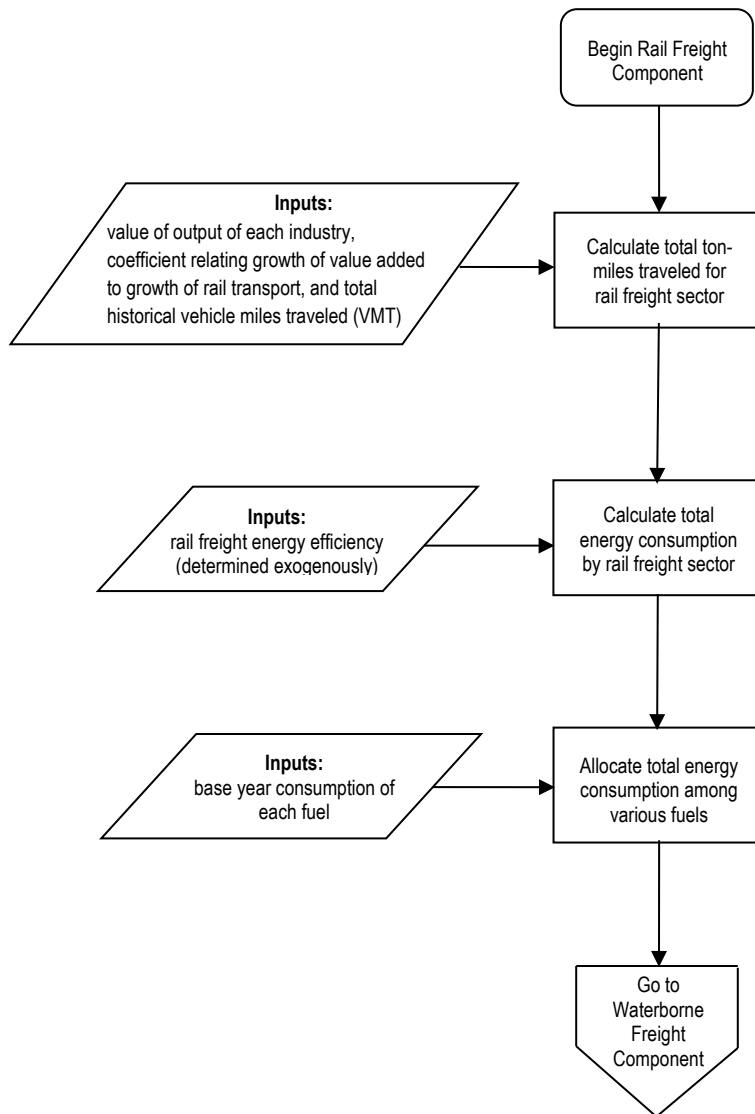 Begin Rail Freight
Component
Inputs:
value of output of each industry,
coefficient relating growth of value added
to growth of rail transport, and total
historical vehicle miles traveled (VMT)
Calculate total ton-
miles traveled for
rail freight sector
Inputs:
rail freight energy efficiency
(determined exogenously)
Calculate total
energy consumption
by rail freight sector
Inputs:
base year consumption of
each fuel
Allocate total energy
consumption among
various fuels
Go to
Waterborne
Freight
Component